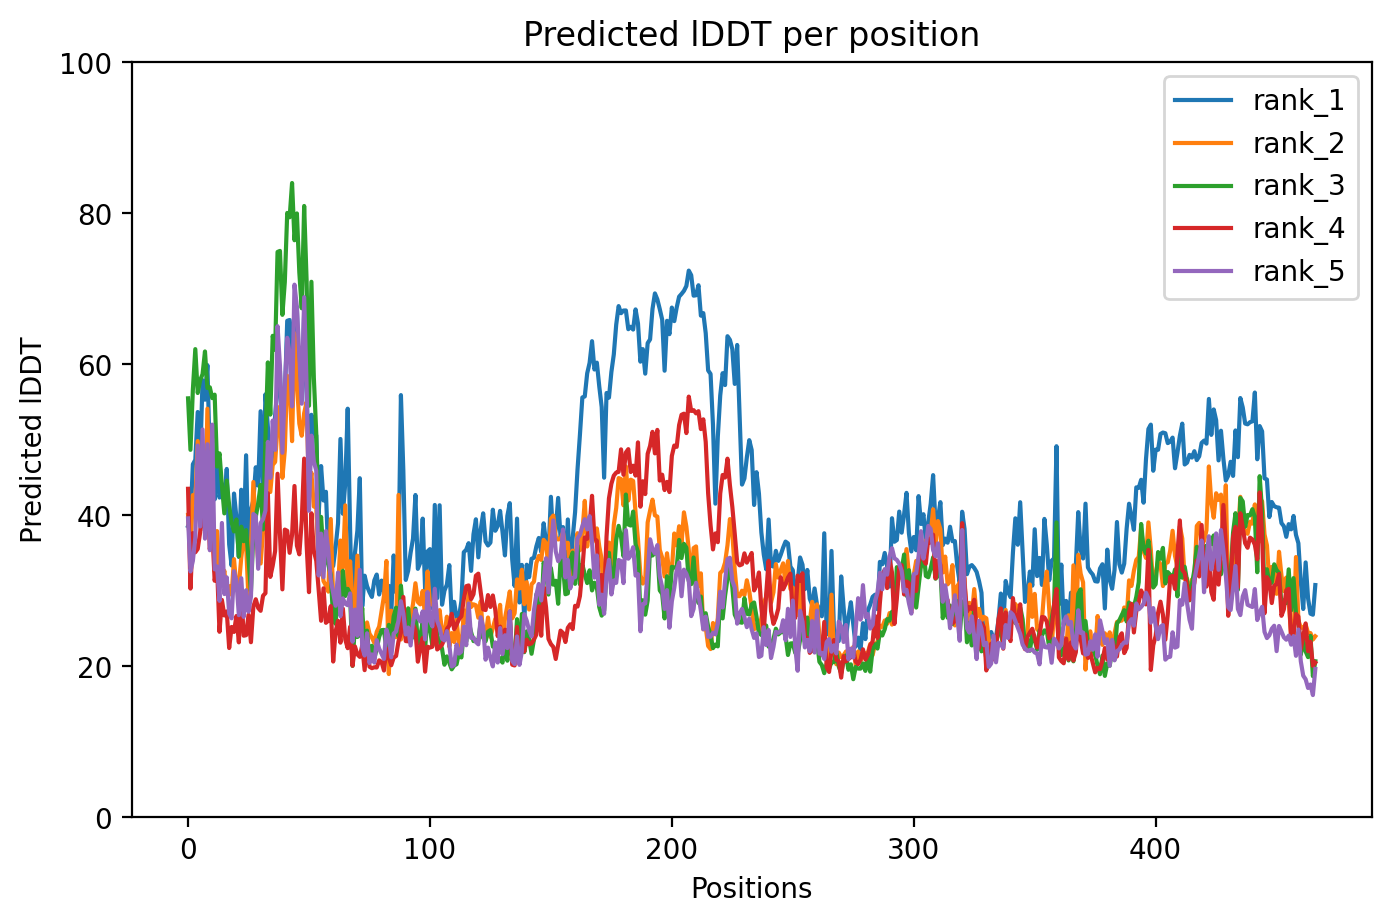 Predicted lDDT per position
100
80
60
40
20
0
Predicted lDDT
0 100 200 300 400
Positions
rank_1
rank_2
rank_3
rank_4
rank_5